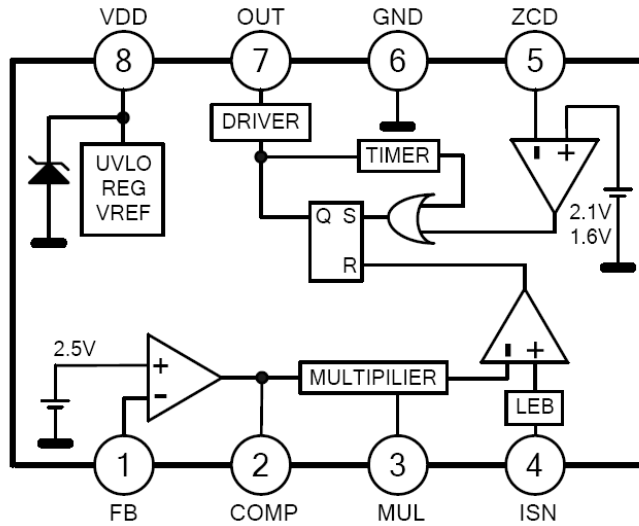 VDD OUT GND ZCD
8 7 6 5
DRIVER
UVLO
REG
VREF
TIMER
- +
2.1V
1.6V
Q S
R
2.5V
+
-
MULTIPILIER
- +
LEB
1 2 3 4
FB COMP MUL ISN